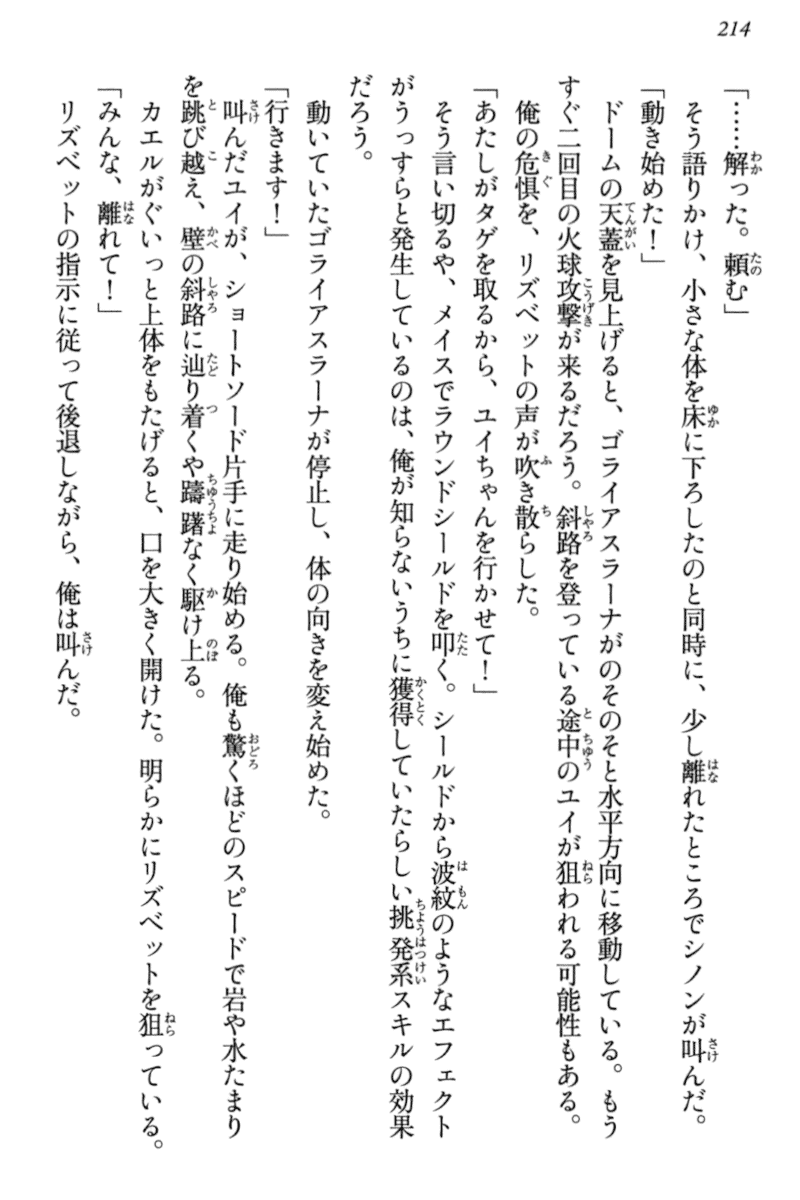 214
「……解った。頼む」
そう語りかけ、小さな体を床に下ろしたのと同時に、少し離れたところでシノンが叫んだ。
「動き始めた！」
ドームの天蓋を見上げると、ゴライアスラーナがのそのそと水平方向に移動している。もう
すぐ二回目の火球攻撃が来るだろう。斜路を登っている途中のユイが狙われる可能性もある。
俺の危惧を、リズベットの声が吹き散らした。
「あたしがタゲを取るから、ユイちゃんを行かせて！」
そう言い切るや、メイスでラウンドシールドを叩く。シールドから波紋のようなエフェクト
がうっすらと発生しているのは、俺が知らないうちに獲得していたらしい挑発系スキルの効果
だろう。
動いていたゴライアスラーナが停止し、体の向きを変え始めた。
「行きます！」
叫んだユイが、ショートソード片手に走り始める。俺も驚くほどのスピードで岩や水たまり
を跳び越え、壁の斜路に辿り着くや躊躇なく駆け上る。
カエルがぐいっと上体をもたげると、口を大きく開けた。明らかにリズベットを狙っている。
「みんな、離れて！」
リズベットの指示に従って後退しながら、俺は叫んだ。